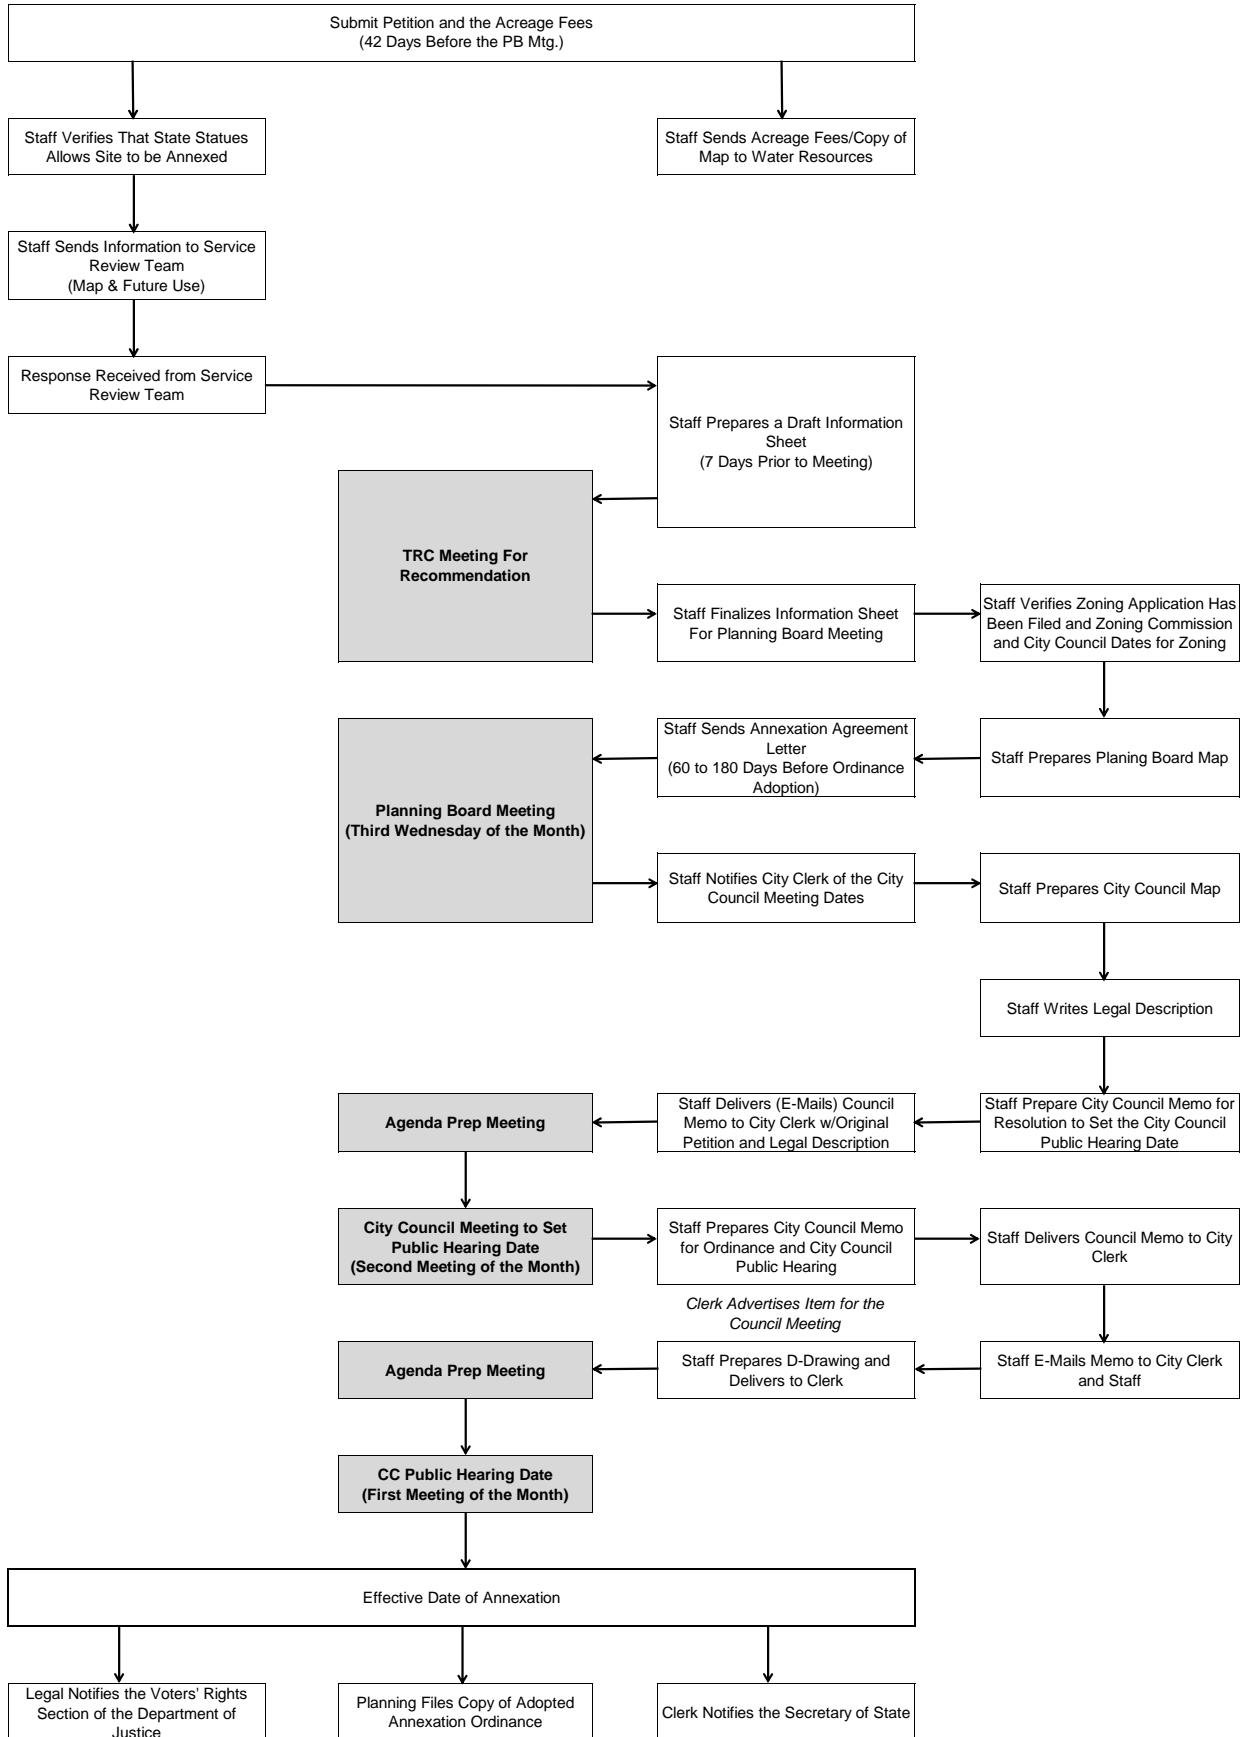 Submit Petition and the Acreage Fees
(42 Days Before the PB Mtg.)
Staff Verifies That State Statues
Allows Site to be Annexed
Staff Sends Acreage Fees/Copy of
Map to Water Resources
Staff Sends Information to Service
Review Team
(Map & Future Use)
Response Received from Service
Review Team
Staff Prepares a Draft Information
Sheet
(7 Days Prior to Meeting)
TRC Meeting For
Recommendation
Staff Finalizes Information Sheet
For Planning Board Meeting
Staff Verifies Zoning Application Has
Been Filed and Zoning Commission
and City Council Dates for Zoning
Staff Prepares Planing Board Map
Staff Sends Annexation Agreement
Letter
(60 to 180 Days Before Ordinance
Adoption)
Planning Board Meeting
(Third Wednesday of the Month)
Staff Notifies City Clerk of the City
Council Meeting Dates
Staff Prepares City Council Map
Staff Writes Legal Description
Staff Prepare City Council Memo for
Resolution to Set the City Council
Public Hearing Date
Staff Delivers (E-Mails) Council
Memo to City Clerk w/Original
Petition and Legal Description
Agenda Prep Meeting
City Council Meeting to Set
Public Hearing Date
(Second Meeting of the Month)
Staff Prepares City Council Memo
for Ordinance and City Council
Public Hearing
Staff Delivers Council Memo to City
Clerk
Clerk Advertises Item for the
Council Meeting
Staff E-Mails Memo to City Clerk
and Staff
Staff Prepares D-Drawing and
Delivers to Clerk
Agenda Prep Meeting
CC Public Hearing Date
(First Meeting of the Month)
Effective Date of Annexation
Legal Notifies the Voters' Rights
Section of the Department of
Justice
Planning Files Copy of Adopted
Annexation Ordinance
Clerk Notifies the Secretary of State